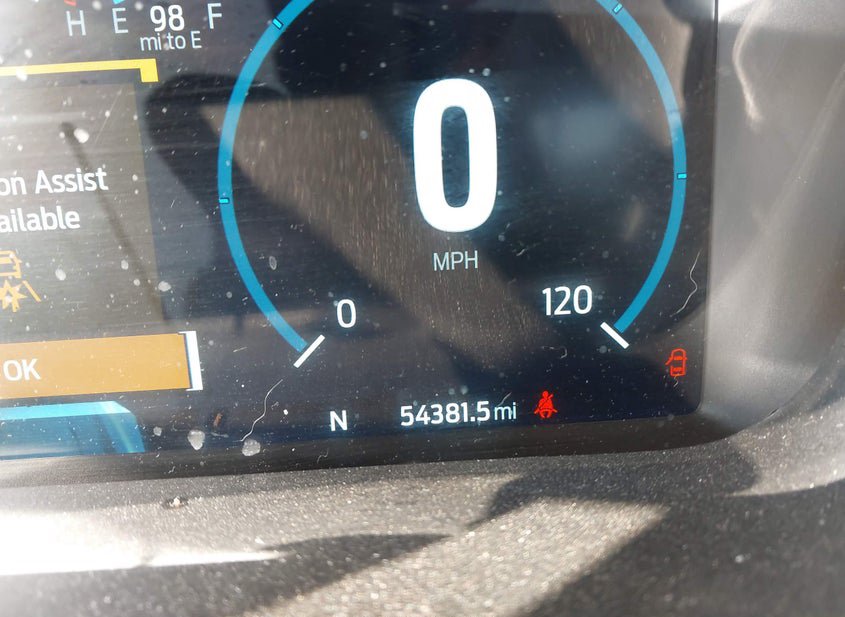 H E 98 F
mi to E
on Assist
ailable
OK
0
MPH
0 120
N 54381.5 mi